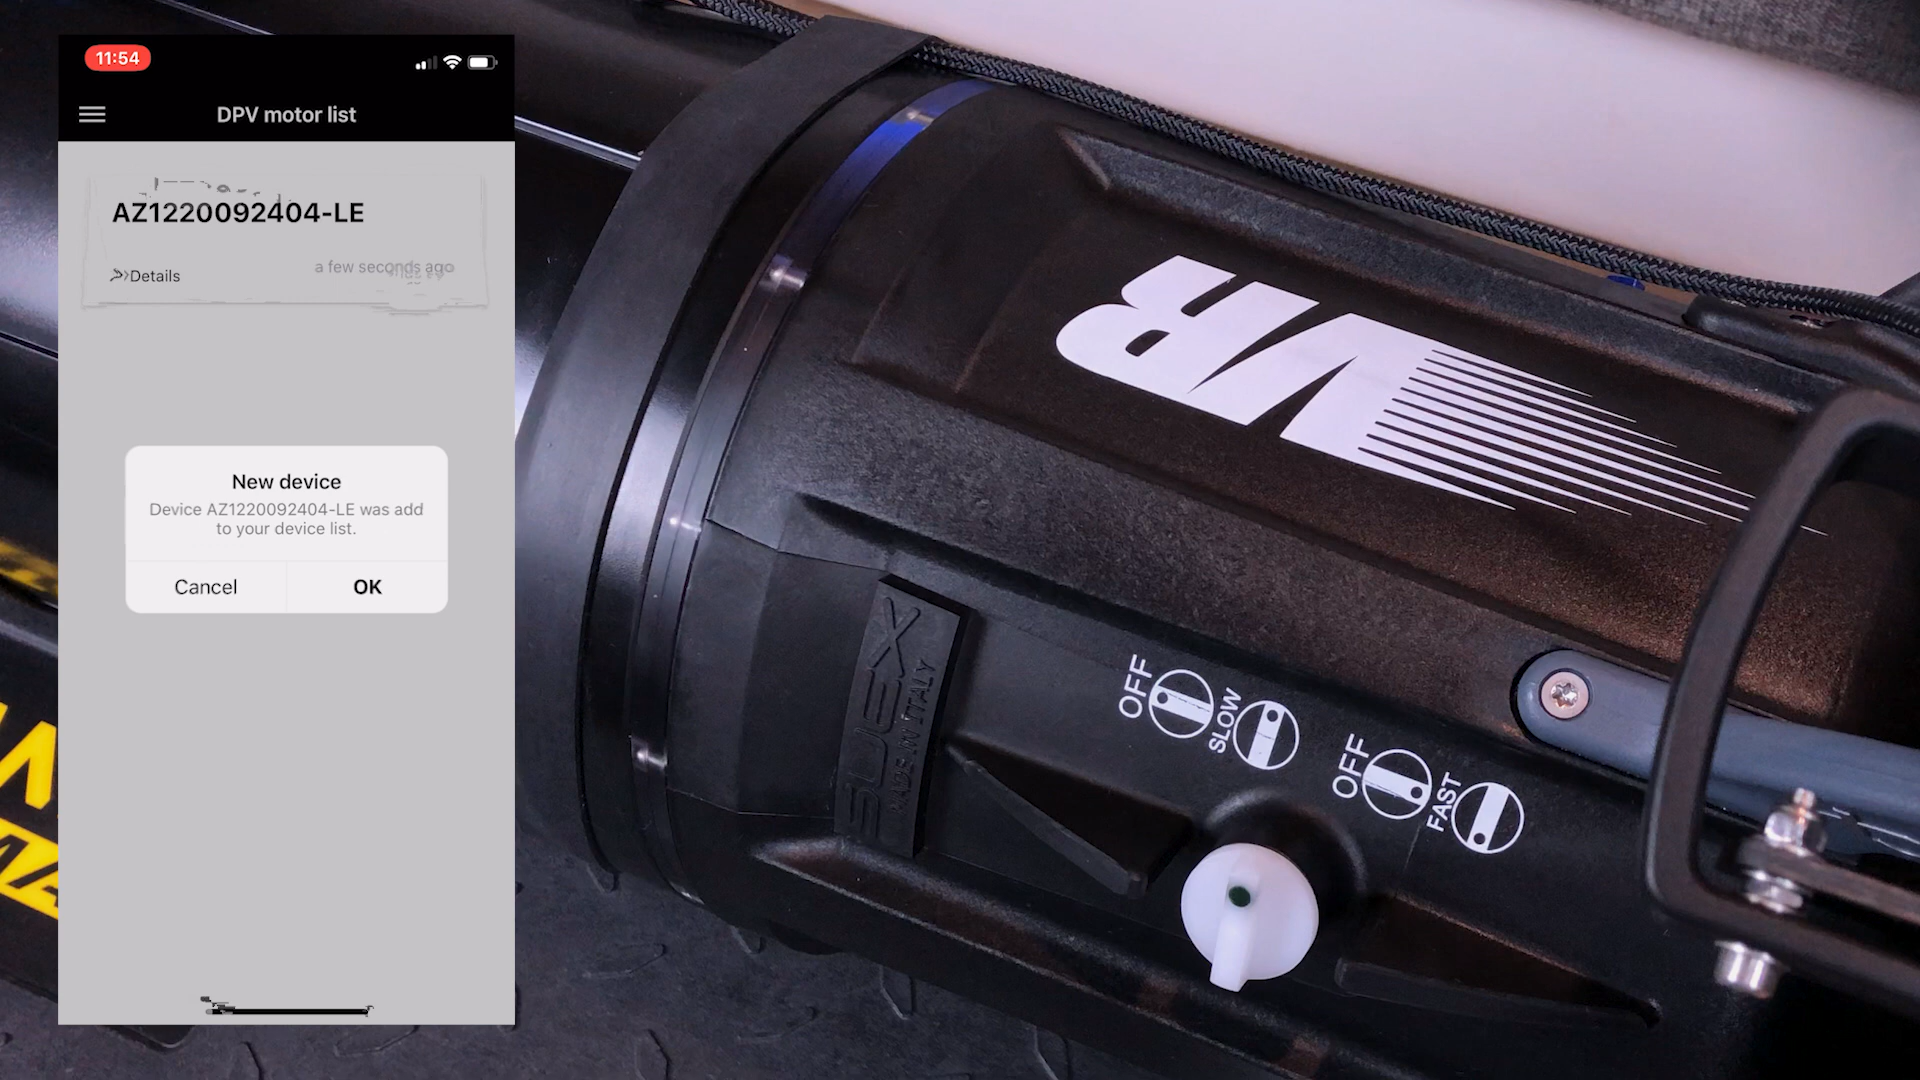 11:54
DPV motor list
AZ1220092404-LE
a few seconds ago
Details
New device
Device AZ1220092404-LE was add
to your device list.
Cancel
OK
VR
SUEX
MADE IN ITALY
OFF
SLOW
OFF
FAST